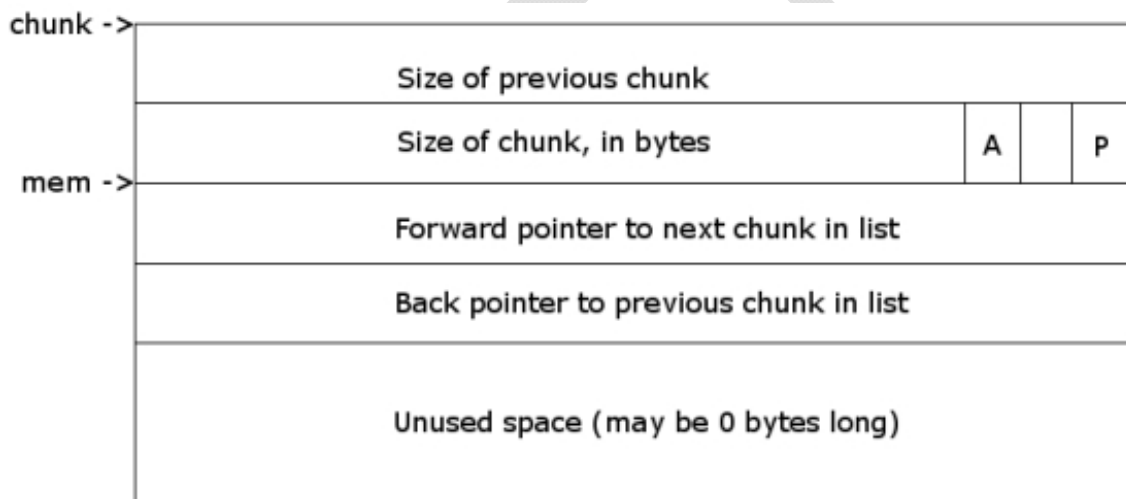 chunk ->
Size of previous chunk
Size of chunk, in bytes A P
mem ->
Forward pointer to next chunk in list
Back pointer to previous chunk in list
Unused space (may be 0 bytes long)